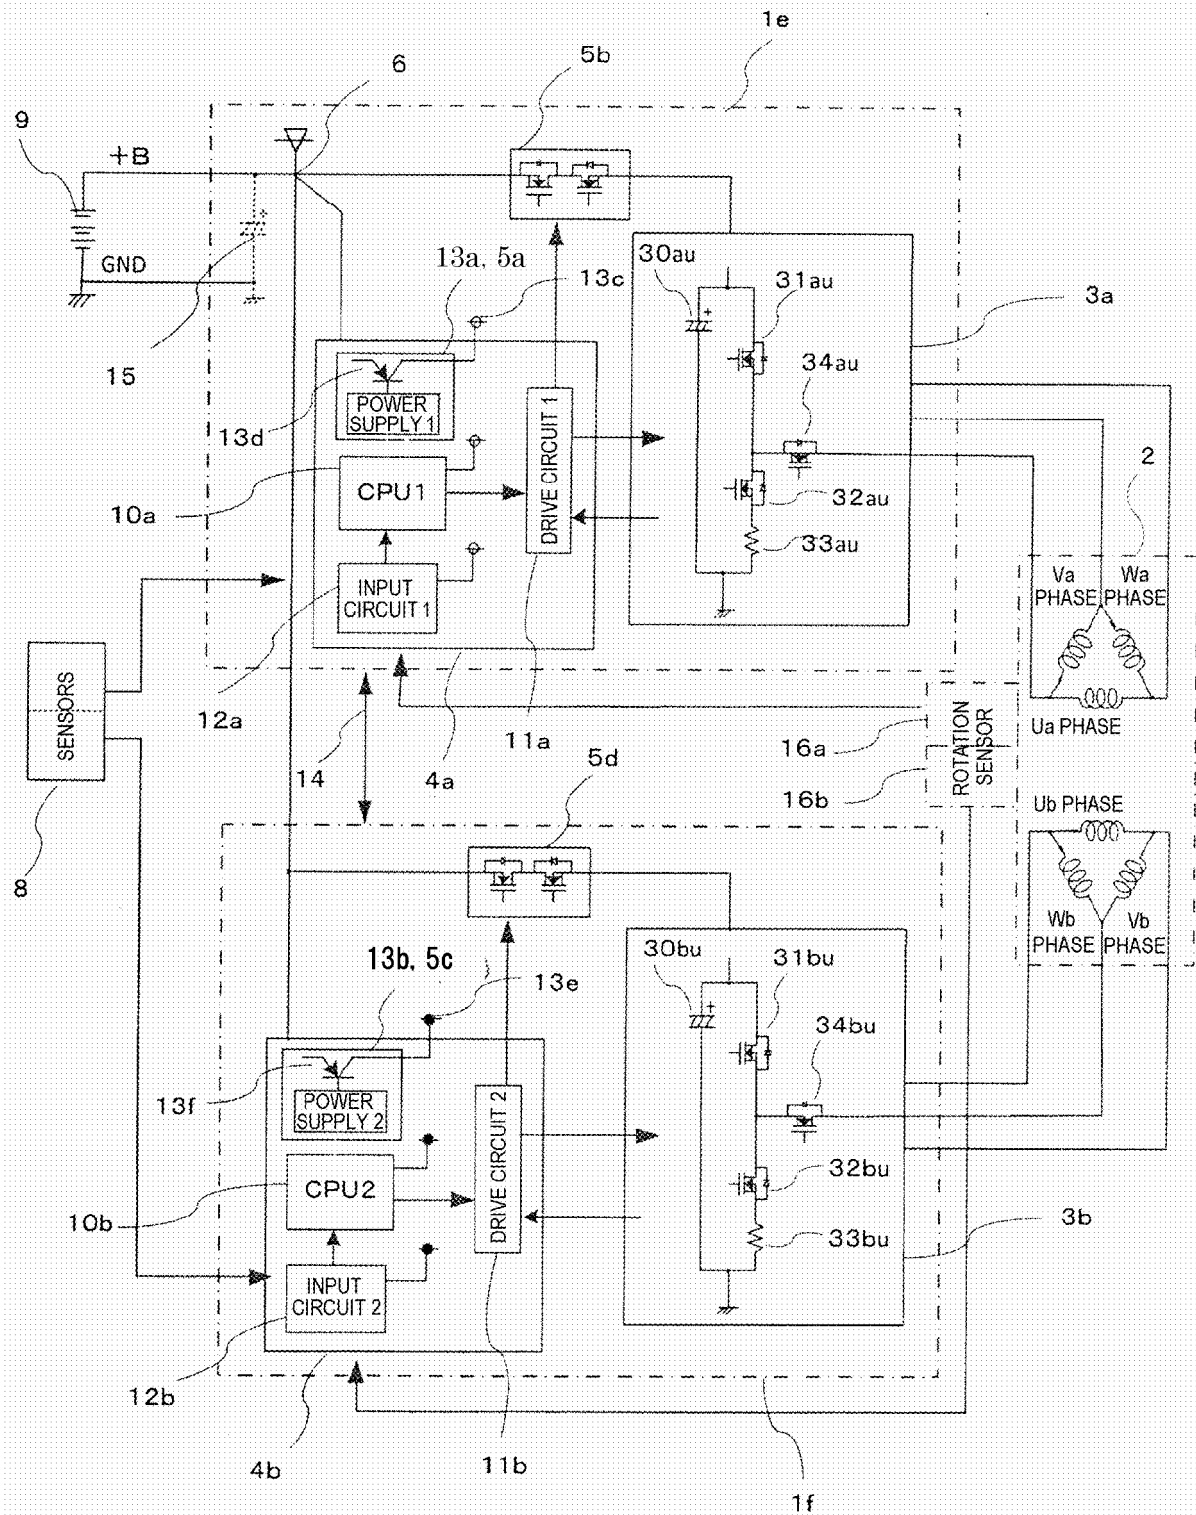 1e
5b
6
9
+B
13a, 5a
13c
30au
31au
3a
GND
15
34au
13d
POWER
SUPPLY 1
2
10a
CPU1
DRIVE CIRCUIT 1
32au
33au
Va
PHASE
Wa
PHASE
INPUT
CIRCUIT 1
SENSORS
12a
14
4a
11a
16a
16b
ROTATION
SENSOR
Ua PHASE
5d
Ub PHASE
8
Wb
PHASE
Vb
PHASE
13b, 5c
13e
30bu
31bu
34bu
13f
POWER
SUPPLY 2
10b
CPU2
DRIVE CIRCUIT 2
32bu
33bu
3b
INPUT
CIRCUIT 2
12b
4b
11b
1f